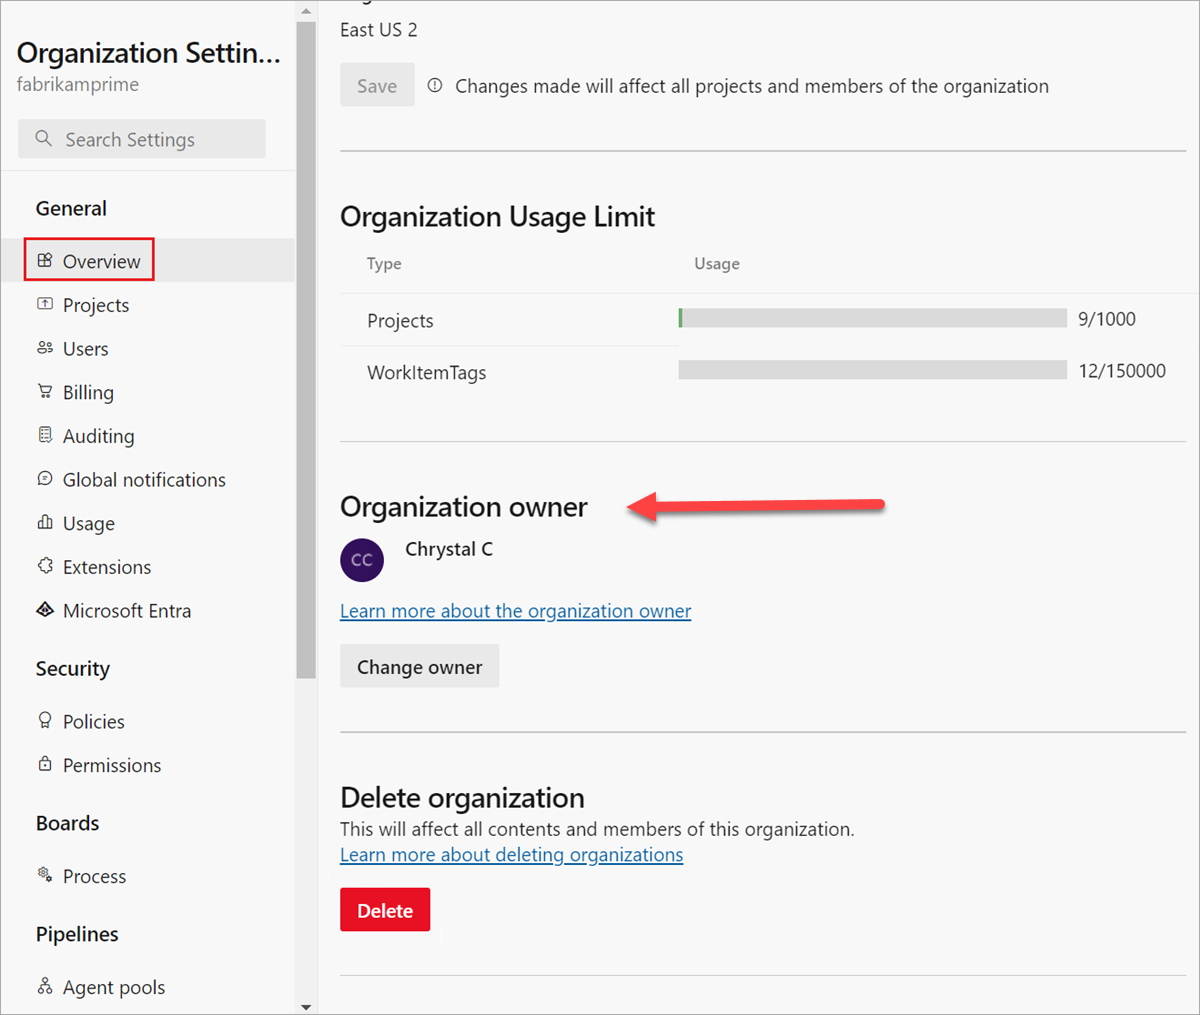 Organization Settin...
fabrikamprime
Search Settings
General
Overview
Projects
Users
Billing
Auditing
Global notifications
Usage
Extensions
Microsoft Entra
Security
Policies
Permissions
Boards
Process
Pipelines
Agent pools
East US 2
Save Changes made will affect all projects and members of the organization
Organization Usage Limit
Type Usage
Projects 9/1000
WorkItemTags 12/150000
Organization owner
CC Chrystal C
Learn more about the organization owner
Change owner
Delete organization
This will affect all contents and members of this organization.
Learn more about deleting organizations
Delete